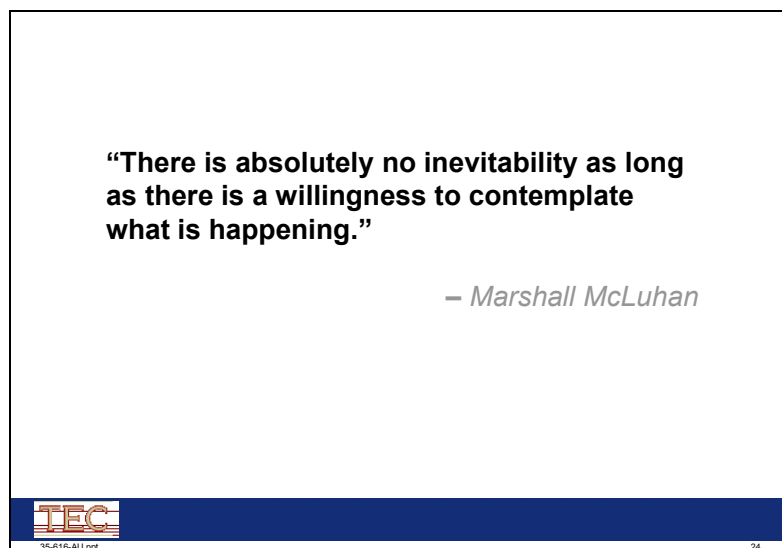 “There is absolutely no inevitability as long
as there is a willingness to contemplate
what is happening.”
– Marshall McLuhan
TEC
35-616-AU.ppt
24